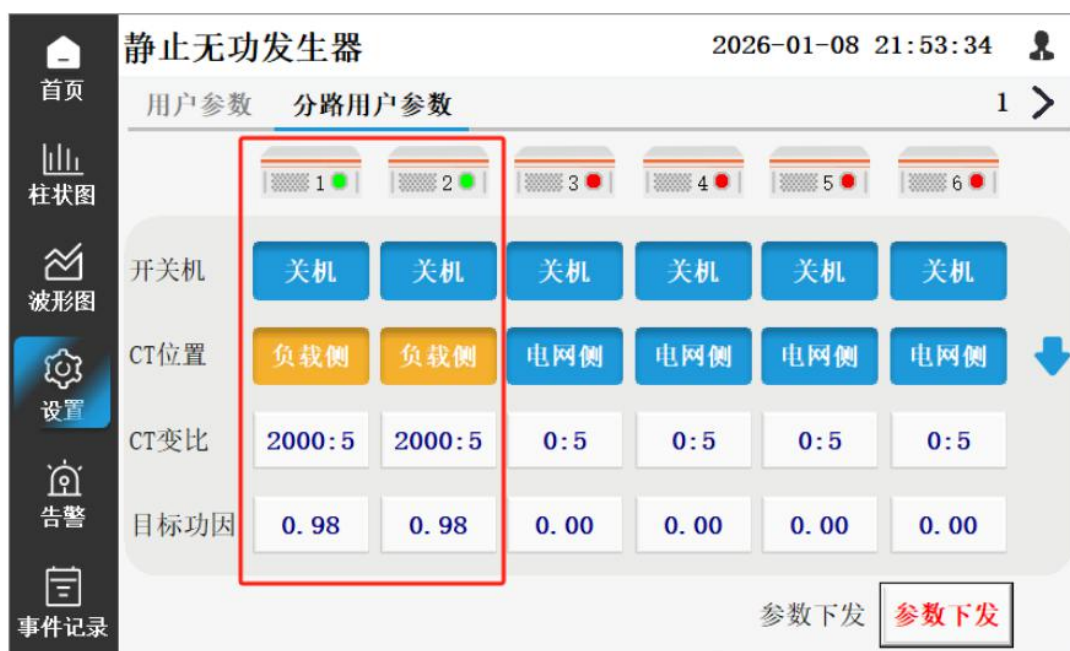 静止无功发生器 2026-01-08 21:53:34
首页
用户参数 分路用户参数 1
柱状图
1 2 3 4 5 6
波形图
开关机 关机 关机 关机 关机 关机 关机
CT位置 负载侧 负载侧 电网侧 电网侧 电网侧 电网侧
设置
CT变比 2000:5 2000:5 0:5 0:5 0:5 0:5
告警
目标功因 0.98 0.98 0.00 0.00 0.00 0.00
事件记录
参数下发 参数下发